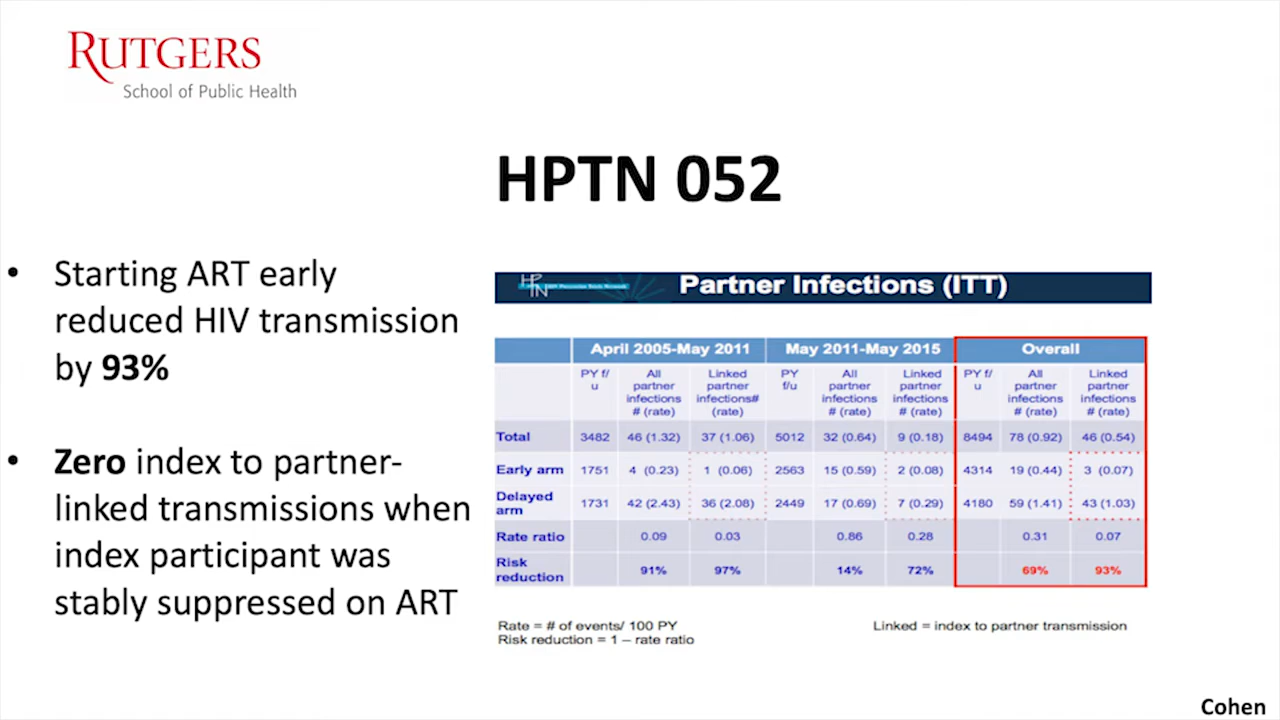 RUTGERS
School of Public Health
HPTN 052
• Starting ART early
reduced HIV transmission
by 93%
• Zero index to partner-
linked transmissions when
index participant was
stably suppressed on ART
HPTN
Partner Infections (ITT)
April 2005-May 2011 May 2011-May 2015 Overall
PY f/u All partner infections # (rate) Linked partner infections# (rate) PY f/u All partner infections # (rate) Linked partner infections # (rate) PY f/u All partner infections # (rate) Linked partner infections # (rate)
Total 3482 46 (1.32) 37 (1.06) 5012 32 (0.64) 9 (0.18) 8494 78 (0.92) 46 (0.54)
Early arm 1751 4 (0.23) 1 (0.06) 2563 15 (0.59) 2 (0.08) 4314 19 (0.44) 3 (0.07)
Delayed arm 1731 42 (2.43) 36 (2.08) 2449 17 (0.69) 7 (0.29) 4180 59 (1.41) 43 (1.03)
Rate ratio 0.09 0.03 0.86 0.28 0.31 0.07
Risk reduction 91% 97% 14% 72% 69% 93%
Rate = # of events/ 100 PY
Risk reduction = 1 – rate ratio
Linked = index to partner transmission
Cohen